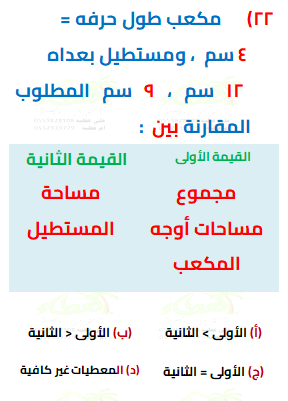 ٢٢) مكعب طول حرفه =
٤ سم ، ومستطيل بعداه
١٢ سم ، ٩ سم المطلوب
المقارنة بين :
القيمة الأولى
القيمة الثانية
مجموع
مساحات أوجه
المكعب
مساحة
المستطيل
(أ) الأولى > الثانية
(ب) الأولى < الثانية
(ج) الأولى = الثانية
(د) المعطيات غير كافية